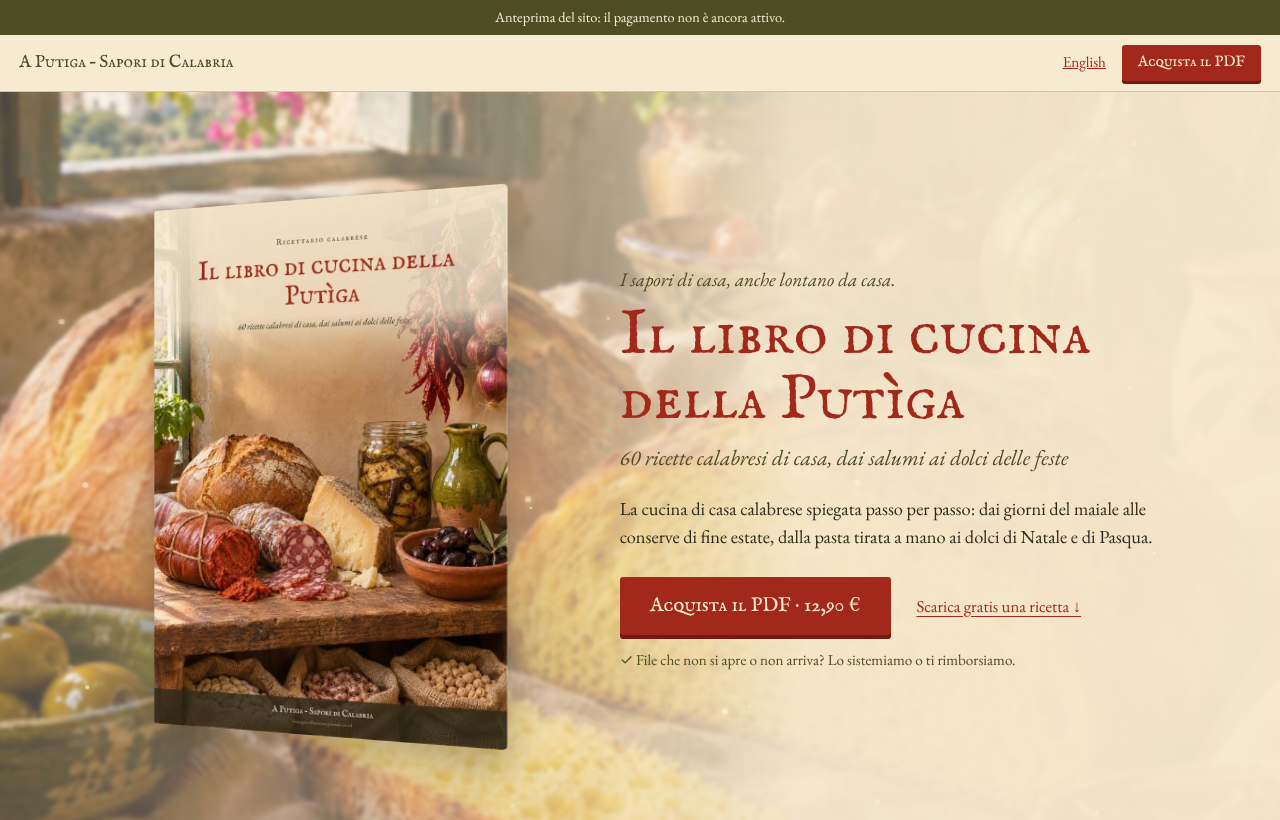 Anteprima del sito: il pagamento non è ancora attivo.
A Putiga - Sapori di Calabria
English
Acquista il PDF
Ricettario calabrese
Il libro di cucina della
Putìga
60 ricette calabresi di casa, dai salumi ai dolci delle feste
A Putiga - Sapori di Calabria
I sapori di casa, anche lontano da casa.
Il libro di cucina
della Putìga
60 ricette calabresi di casa, dai salumi ai dolci delle feste
La cucina di casa calabrese spiegata passo per passo: dai giorni del maiale alle
conserve di fine estate, dalla pasta tirata a mano ai dolci di Natale e di Pasqua.
Acquista il PDF · 12,90 €
Scarica gratis una ricetta ↓
✓ File che non si apre o non arriva? Lo sistemiamo o ti rimborsiamo.